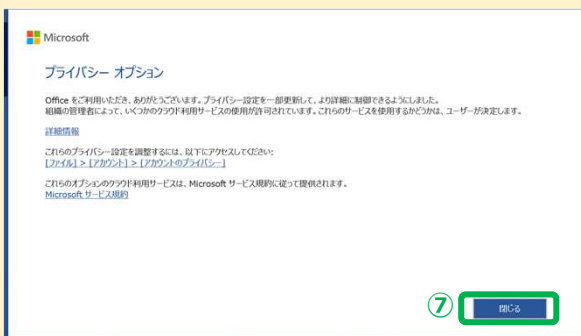 Microsoft
プライバシー オプション
Office をご利用いただき、ありがとうございます。プライバシー設定を一部更新して、より詳細に制御できるようにしました。
組織の管理者によって、いくつかのクラウド利用サービスの使用が許可されています。これらのサービスを使用するかどうかは、ユーザーが決定します。
詳細情報
これらのプライバシー設定を調整するには、以下にアクセスしてください:
[ファイル] > [アカウント] > [アカウントのプライバシー]
これらのオプションのクラウド利用サービスは、Microsoft サービス規約に従って提供されます。
Microsoft サービス規約
⑦ 閉じる